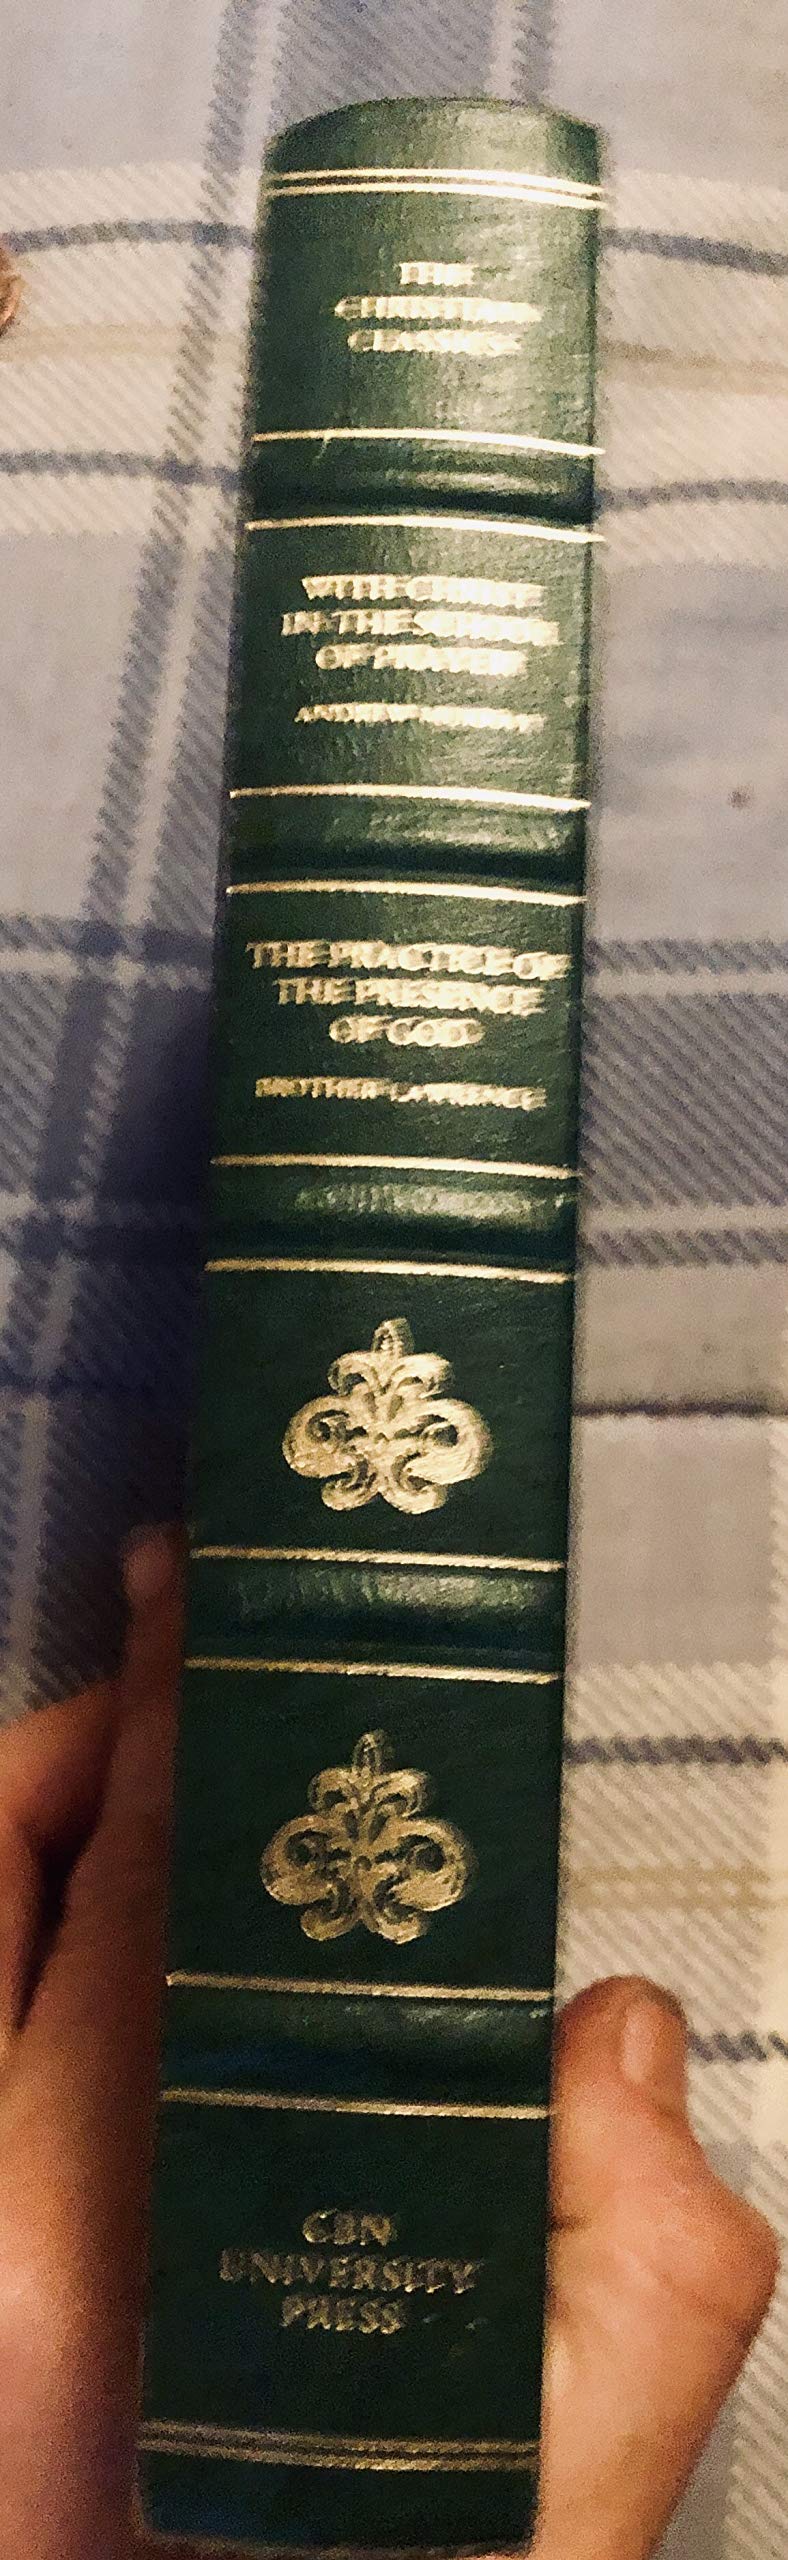 THE
CHRISTIAN
CLASSICS
WITH CHRIST
IN THE SCHOOL
OF PRAYER
ANDREW MURRAY
THE PRACTICE OF
THE PRESENCE
OF GOD
BROTHER LAWRENCE
CBN
UNIVERSITY
PRESS